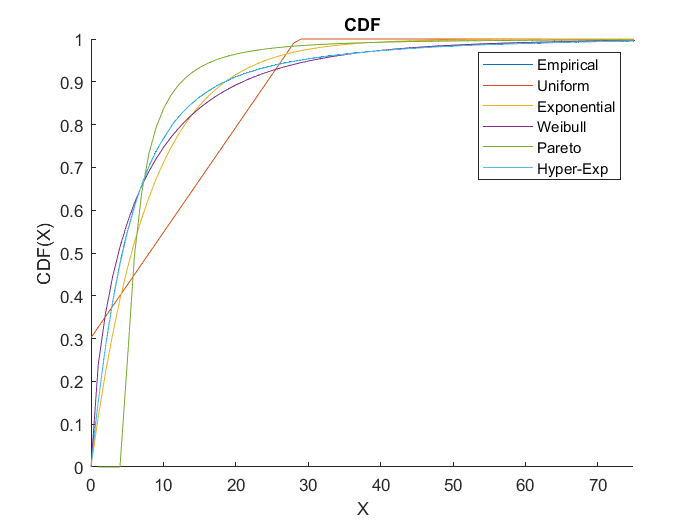 CDF
1
0.9
0.8
0.7
0.6
0.5
0.4
0.3
0.2
0.1
0
CDF(X)
Empirical
Uniform
Exponential
Weibull
Pareto
Hyper-Exp
0 10 20 30 40 50 60 70
X